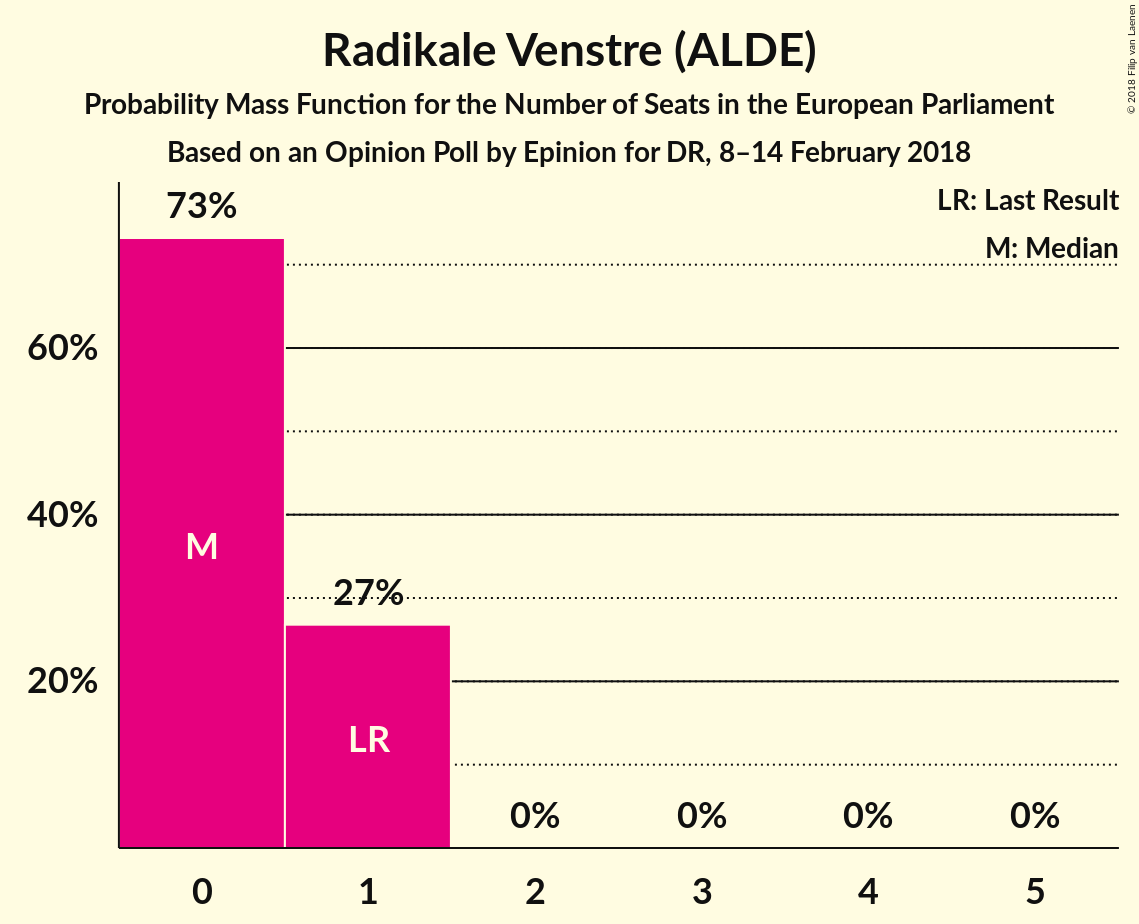 Radikale Venstre (ALDE)
Probability Mass Function for the Number of Seats in the European Parliament
Based on an Opinion Poll by Epinion for DR, 8–14 February 2018
© 2018 Filip van Laenen
LR: Last Result
M: Median
73%
60%
40%
20%
M
27%
LR
0% 0% 0% 0%
0 1 2 3 4 5